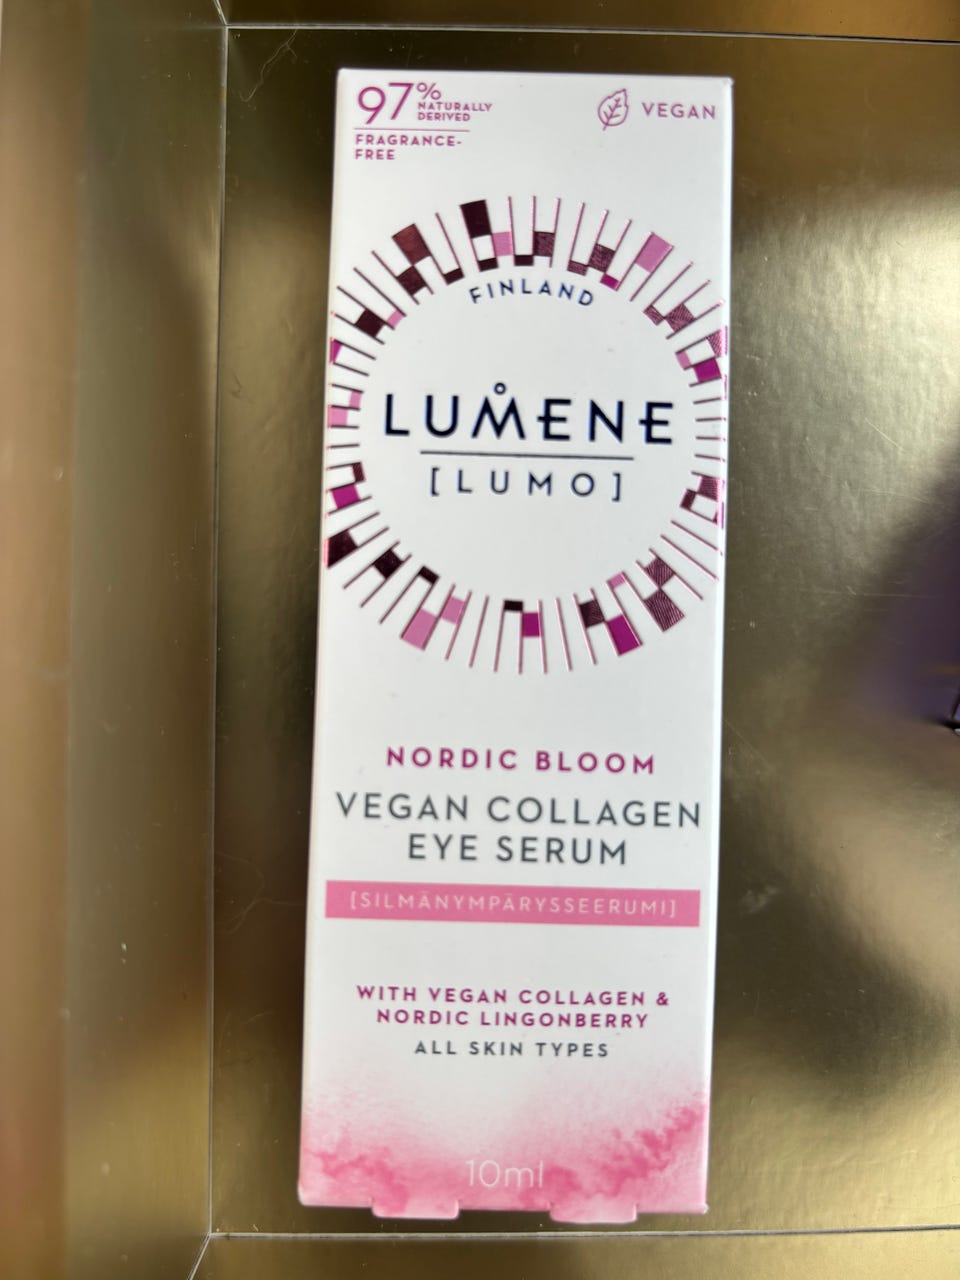 97%
NATURALLY
DERIVED
FRAGRANCE-
FREE
VEGAN
FINLAND
LUMENE
[LUMO]
NORDIC BLOOM
VEGAN COLLAGEN
EYE SERUM
[SILMÄNYMPÄRYSSEERUMI]
WITH VEGAN COLLAGEN &
NORDIC LINGONBERRY
ALL SKIN TYPES
10ml